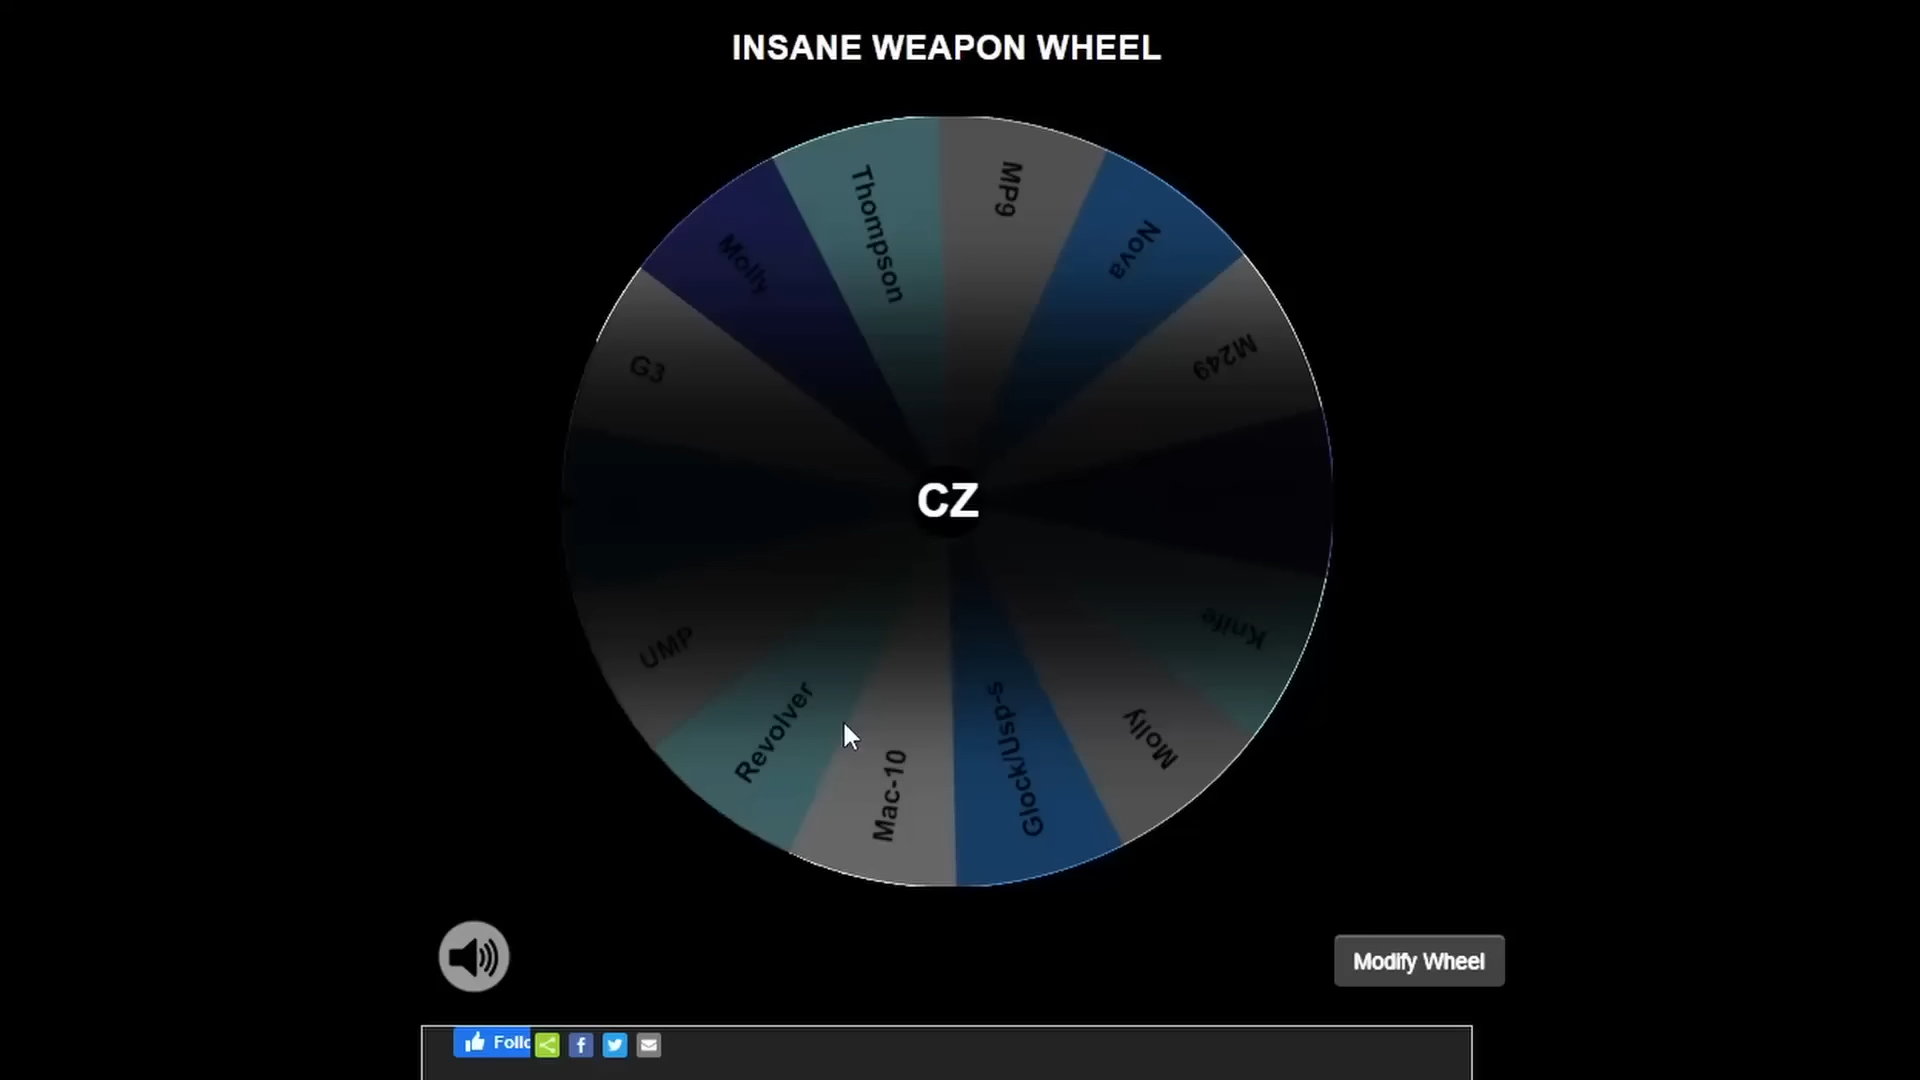 INSANE WEAPON WHEEL
Thompson
MP9
Nova
Molly
M249
G3
CZ
Knife
UMP
Revolver
Glock/Usp-s
Molly
Mac-10
Modify Wheel
Follo